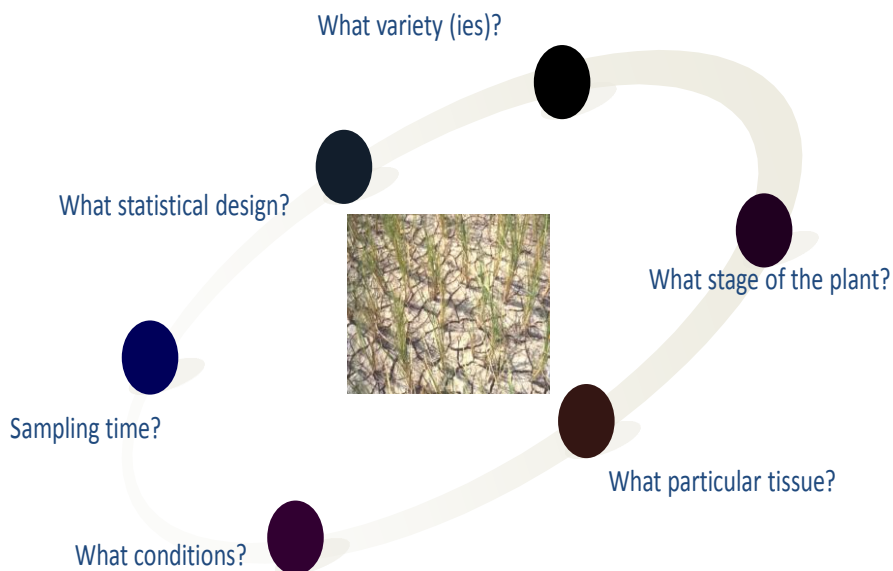 What variety (ies)?
What statistical design?
What stage of the plant?
Sampling time?
What particular tissue?
What conditions?